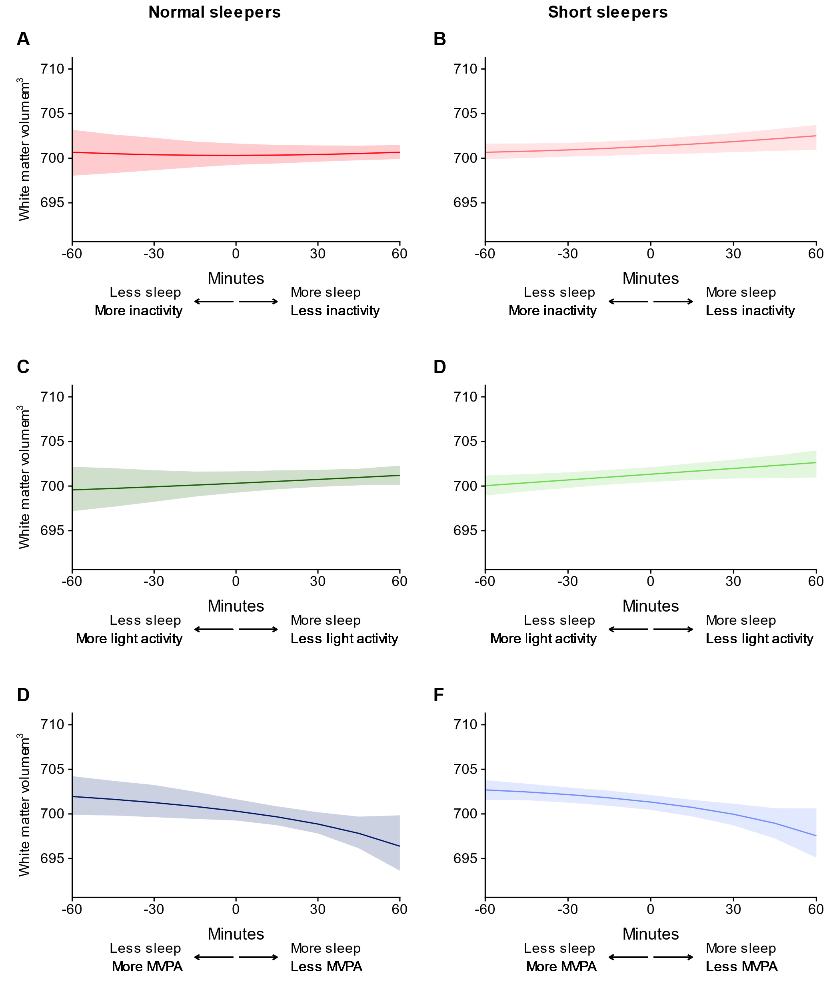 Normal sleepers
Short sleepers
A
B
White matter volume cm³
710
705
700
695
-60 -30 0 30 60
Minutes
Less sleep More sleep
More inactivity Less inactivity
710
705
700
695
-60 -30 0 30 60
Minutes
Less sleep More sleep
More inactivity Less inactivity
C
D
White matter volume cm³
710
705
700
695
-60 -30 0 30 60
Minutes
Less sleep More sleep
More light activity Less light activity
710
705
700
695
-60 -30 0 30 60
Minutes
Less sleep More sleep
More light activity Less light activity
D
F
White matter volume cm³
710
705
700
695
-60 -30 0 30 60
Minutes
Less sleep More sleep
More MVPA Less MVPA
710
705
700
695
-60 -30 0 30 60
Minutes
Less sleep More sleep
More MVPA Less MVPA